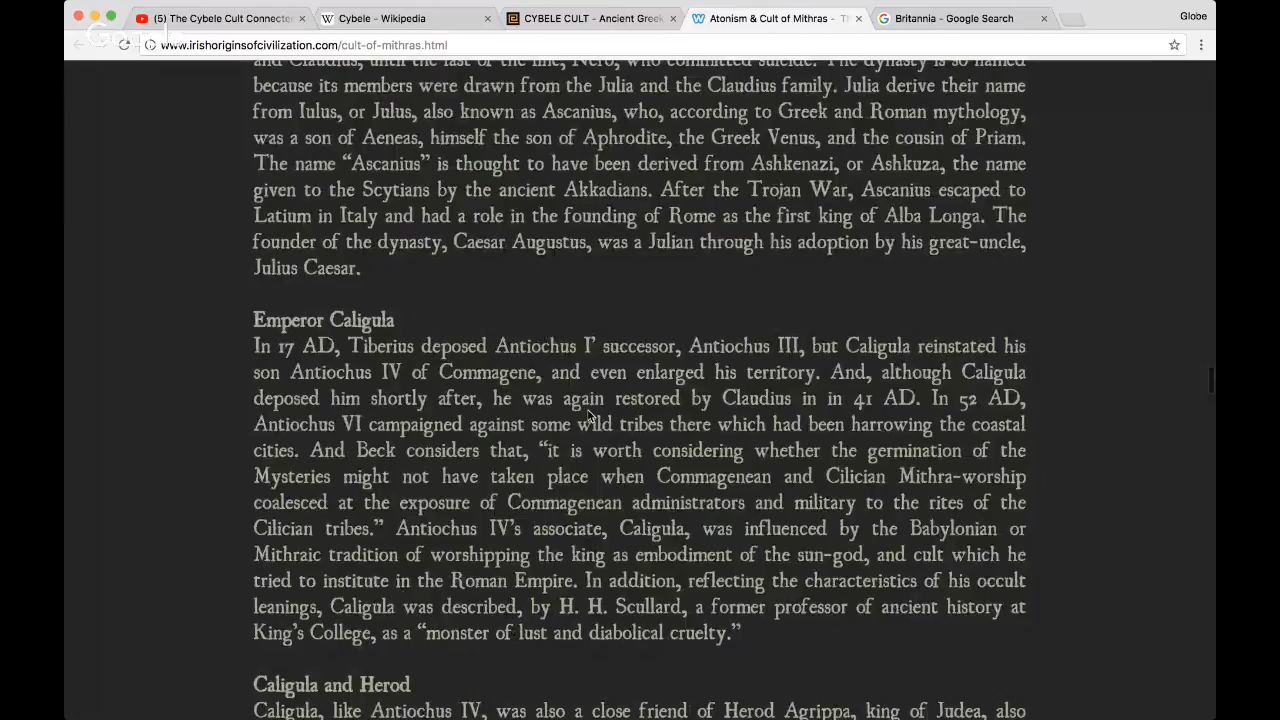 (5) The Cybele Cult Connecte
Cybele - Wikipedia
CYBELE CULT - Ancient Greek
Atonism & Cult of Mithras - T
Britannia - Google Search
Globe
www.irishoriginsofcivilization.com/cult-of-mithras.html
and Claudius, until the last of the line, Nero, who committed suicide. The dynasty is so named
because its members were drawn from the Julia and the Claudius family. Julia derive their name
from Iulus, or Julus, also known as Ascanius, who, according to Greek and Roman mythology,
was a son of Aeneas, himself the son of Aphrodite, the Greek Venus, and the cousin of Priam.
The name “Ascanius” is thought to have been derived from Ashkenazi, or Ashkuza, the name
given to the Scytians by the ancient Akkadians. After the Trojan War, Ascanius escaped to
Latium in Italy and had a role in the founding of Rome as the first king of Alba Longa. The
founder of the dynasty, Caesar Augustus, was a Julian through his adoption by his great-uncle,
Julius Caesar.
Emperor Caligula
In 17 AD, Tiberius deposed Antiochus I’ successor, Antiochus III, but Caligula reinstated his
son Antiochus IV of Commagene, and even enlarged his territory. And, although Caligula
deposed him shortly after, he was again restored by Claudius in in 41 AD. In 52 AD,
Antiochus VI campaigned against some wild tribes there which had been harrowing the coastal
cities. And Beck considers that, “it is worth considering whether the germination of the
Mysteries might not have taken place when Commagenean and Cilician Mithra-worship
coalesced at the exposure of Commagenean administrators and military to the rites of the
Cilician tribes.” Antiochus IV’s associate, Caligula, was influenced by the Babylonian or
Mithraic tradition of worshipping the king as embodiment of the sun-god, and cult which he
tried to institute in the Roman Empire. In addition, reflecting the characteristics of his occult
leanings, Caligula was described, by H. H. Scullard, a former professor of ancient history at
King’s College, as a “monster of lust and diabolical cruelty.”
Caligula and Herod
Caligula, like Antiochus IV, was also a close friend of Herod Agrippa, king of Judea, also